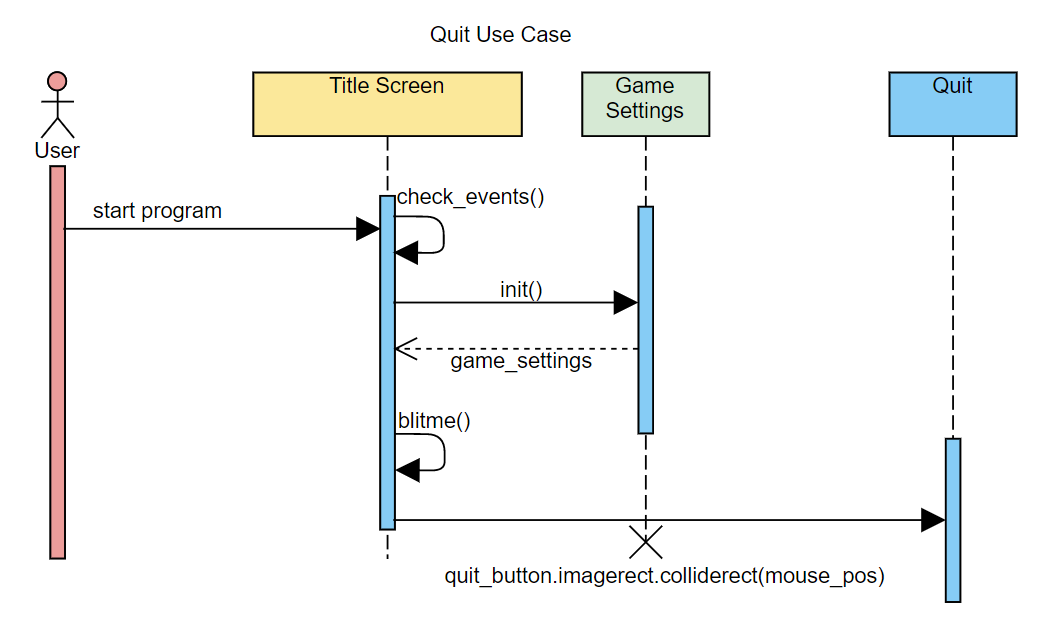 Quit Use Case
Title Screen
Game
Settings
Quit
User
check_events()
start program
init()
game_settings
blitme()
quit_button.imagerect.colliderect(mouse_pos)